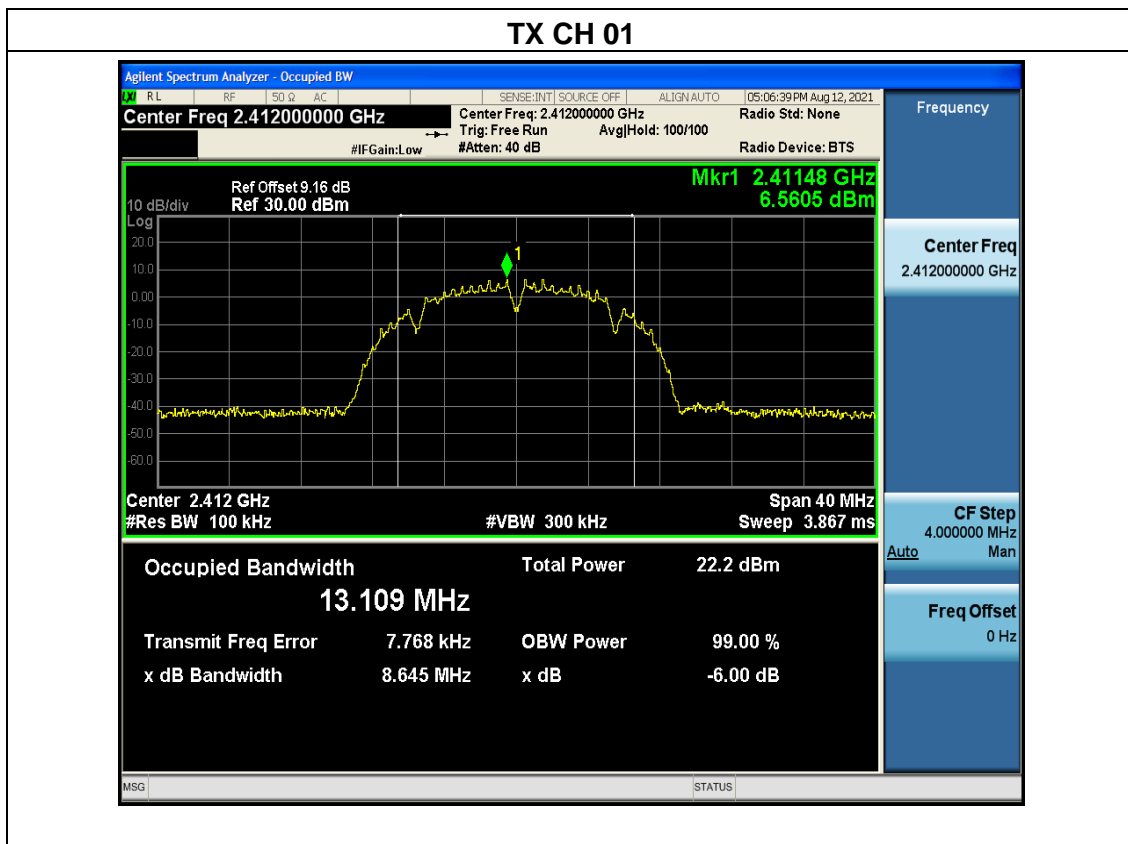 TX CH 01
Agilent Spectrum Analyzer - Occupied BW
LXI RL RF 50 Ω AC SENSE:INT SOURCE OFF ALIGN AUTO 05:06:39 PM Aug 12, 2021
Center Freq 2.412000000 GHz
Center Freq: 2.412000000 GHz
Radio Std: None
Trig: Free Run Avg|Hold: 100/100
#IFGain:Low
#Atten: 40 dB
Radio Device: BTS
Frequency
Mkr1 2.41148 GHz
6.5605 dBm
Ref Offset 9.16 dB
10 dB/div Ref 30.00 dBm
Log
20.0
10.0
0.00
-10.0
-20.0
-30.0
-40.0
-50.0
-60.0
1
Center 2.412 GHz
Span 40 MHz
#Res BW 100 kHz
#VBW 300 kHz
Sweep 3.867 ms
Center Freq
2.412000000 GHz
CF Step
4.000000 MHz
Auto Man
Freq Offset
0 Hz
Occupied Bandwidth
13.109 MHz
Total Power 22.2 dBm
Transmit Freq Error 7.768 kHz OBW Power 99.00 %
x dB Bandwidth 8.645 MHz x dB -6.00 dB
MSG STATUS